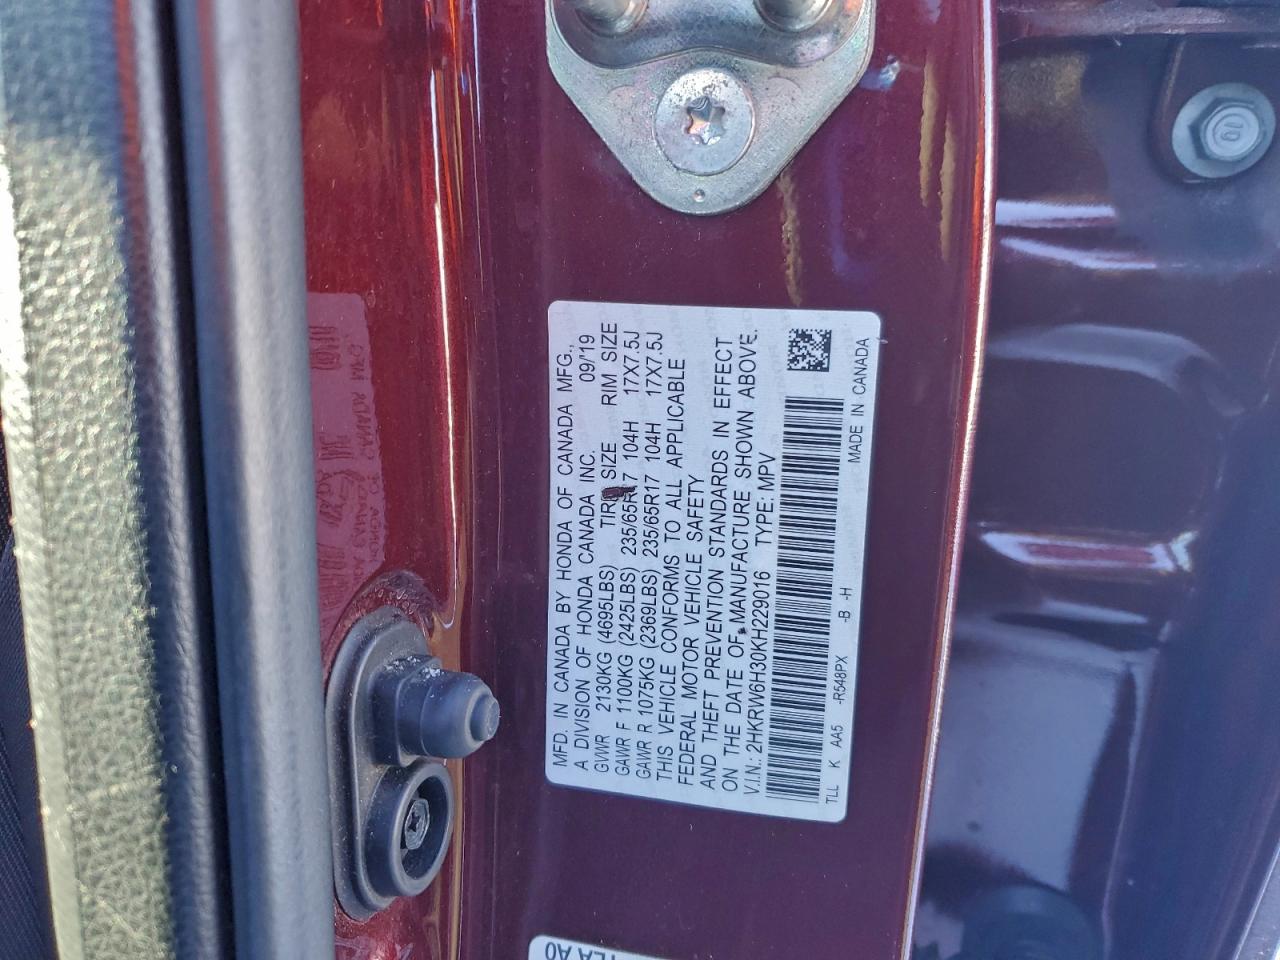 MFD. IN CANADA BY HONDA OF CANADA MFG.,
A DIVISION OF HONDA CANADA INC. 09/'19
GVWR 2130KG (4695LBS) TIRE SIZE RIM SIZE
GAWR F 1100KG (2425LBS) 235/65R17 104H 17X7.5J
GAWR R 1075KG (2369LBS) 235/65R17 104H 17X7.5J
THIS VEHICLE CONFORMS TO ALL APPLICABLE
FEDERAL MOTOR VEHICLE SAFETY
AND THEFT PREVENTION STANDARDS IN EFFECT
ON THE DATE OF MANUFACTURE SHOWN ABOVE.
V.I.N.: 2HKRW6H30KH229016 TYPE: MPV
TLL K AA5 -R548PX -B -H MADE IN CANADA
10